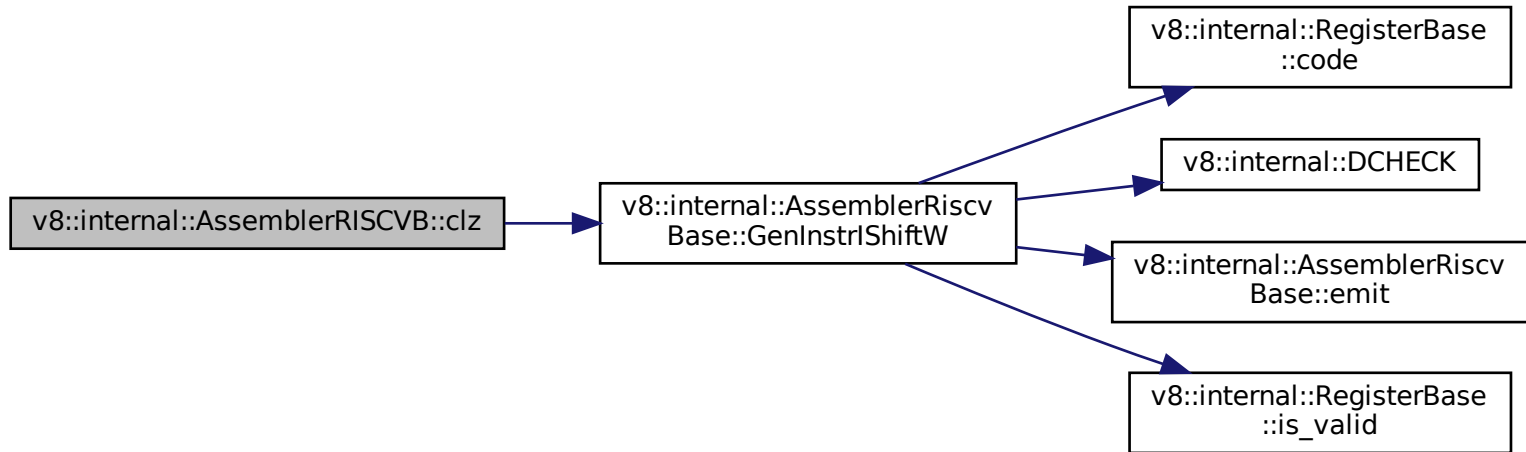 v8::internal::AssemblerRISCVB::clz
v8::internal::AssemblerRiscv
Base::GenInstrIShiftW
v8::internal::RegisterBase
::code
v8::internal::DCHECK
v8::internal::AssemblerRiscv
Base::emit
v8::internal::RegisterBase
::is_valid